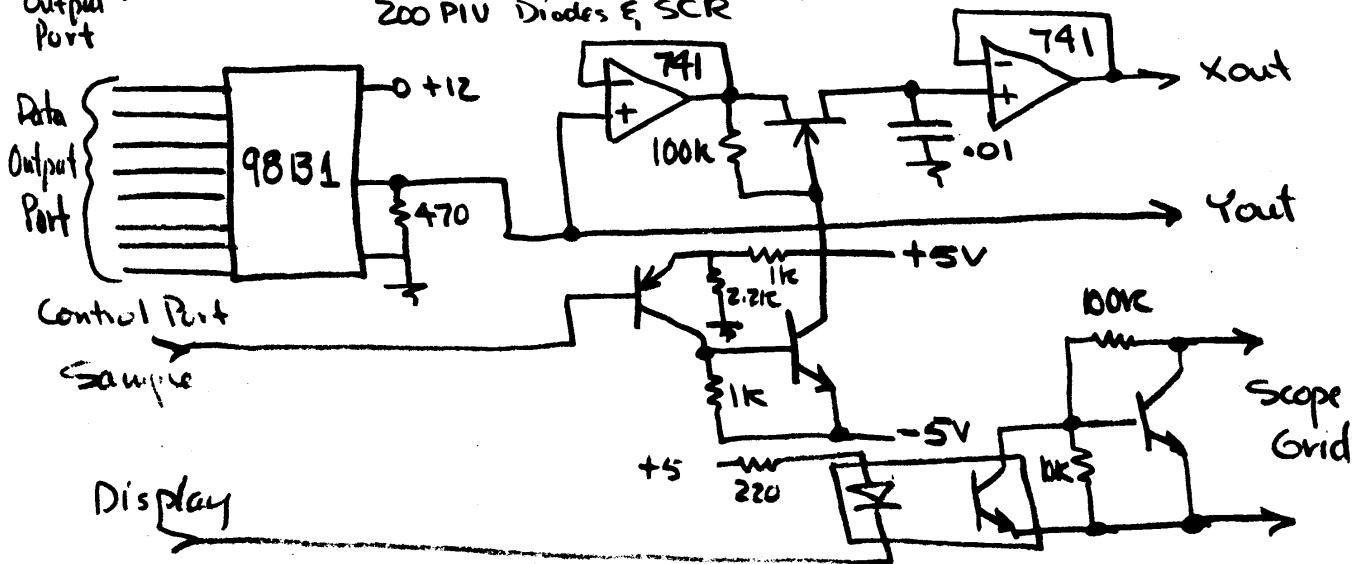 Output
Port
200 PIV Diodes & SCR
741
741
Xout
Data
Output
Port
+12
98131
470
100k
.01
Yout
+5V
1k
2.2k
Control Port
Sample
1k
-5V
100k
Scope
Grid
+5
220
10k
Display